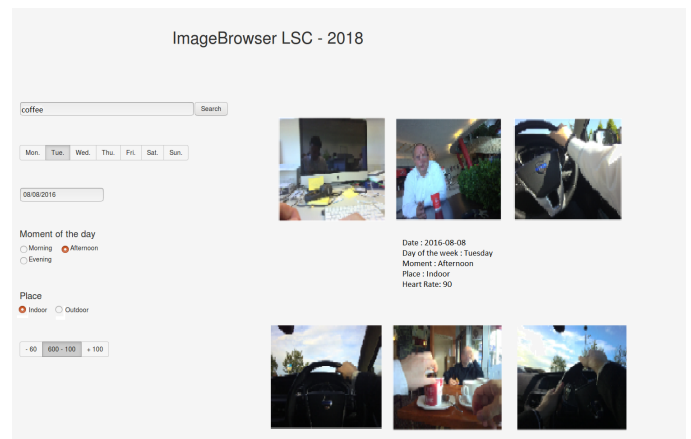 ImageBrowser LSC - 2018
coffee
Search
Mon. Tue. Wed. Thu. Fri. Sat. Sun.
08/08/2016
Moment of the day
Morning Afternoon
Evening
Place
Indoor Outdoor
- 60 600 - 100 + 100
Date : 2016-08-08
Day of the week : Tuesday
Moment : Afternoon
Place : Indoor
Heart Rate: 90